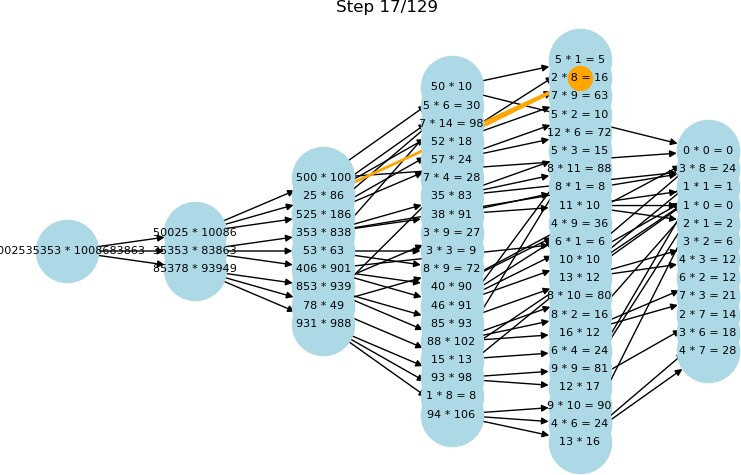 Step 17/129
002535353 * 1008683863
50025 * 10086
35353 * 83863
85378 * 93949
500 * 100
25 * 86
525 * 186
353 * 838
53 * 63
406 * 901
853 * 939
78 * 49
931 * 988
50 * 10
5 * 6 = 30
7 * 14 = 98
52 * 18
57 * 24
7 * 4 = 28
35 * 83
38 * 91
3 * 9 = 27
3 * 3 = 9
8 * 9 = 72
40 * 90
46 * 91
85 * 93
88 * 102
15 * 13
93 * 98
1 * 8 = 8
94 * 106
5 * 1 = 5
2 * 8 = 16
7 * 9 = 63
5 * 2 = 10
12 * 6 = 72
5 * 3 = 15
8 * 11 = 88
8 * 1 = 8
11 * 10
4 * 9 = 36
6 * 1 = 6
10 * 10
13 * 12
8 * 10 = 80
8 * 2 = 16
16 * 12
6 * 4 = 24
9 * 9 = 81
12 * 17
9 * 10 = 90
4 * 6 = 24
13 * 16
0 * 0 = 0
3 * 8 = 24
1 * 1 = 1
1 * 0 = 0
2 * 1 = 2
3 * 2 = 6
4 * 3 = 12
6 * 2 = 12
7 * 3 = 21
2 * 7 = 14
3 * 6 = 18
4 * 7 = 28